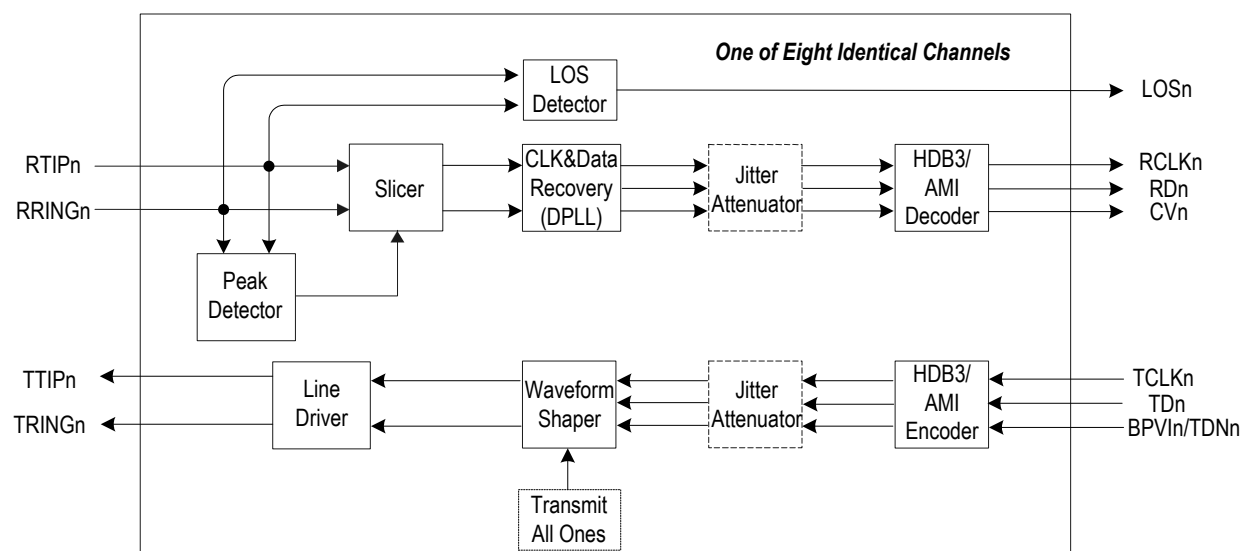 One of Eight Identical Channels
LOS
Detector
LOSn
RTIPn
RRINGn
Slicer
CLK&Data
Recovery
(DPLL)
Jitter
Attenuator
HDB3/
AMI
Decoder
RCLKn
RDn
CVn
Peak
Detector
TTIPn
TRINGn
Line
Driver
Waveform
Shaper
Jitter
Attenuator
HDB3/
AMI
Encoder
TCLKn
TDn
BPVIn/TDNn
Transmit
All Ones